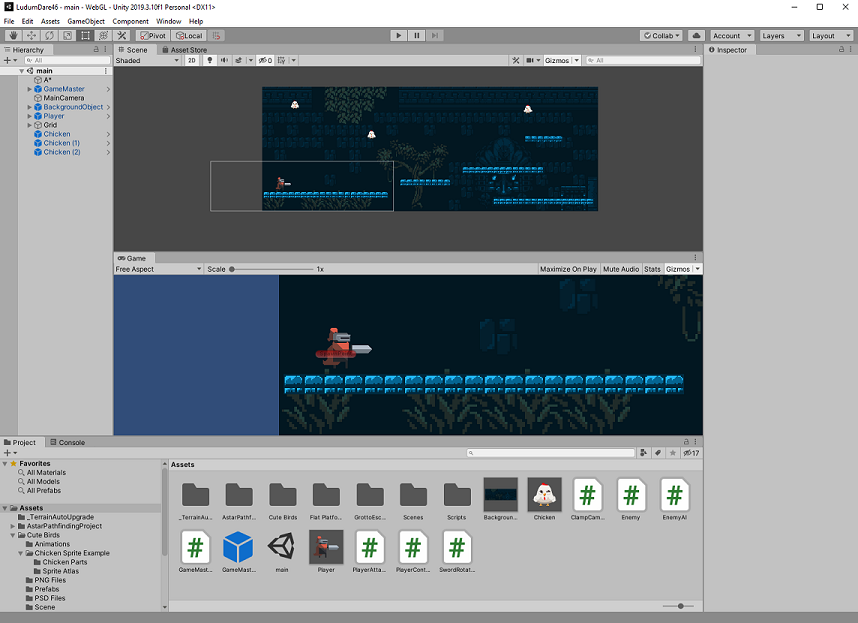 LudumDare46 - main - WebGL - Unity 2019.3.10f1 Personal <DX11>
File Edit Assets GameObject Component Window Help
Pivot Local Collab Account Layers Layout
Hierarchy
All
main
A*
GameMaster
MainCamera
BackgroundObject
Player
Grid
Chicken
Chicken (1)
Chicken (2)
Scene Asset Store
Shaded 2D 0 Gizmos All
Inspector
Game
Free Aspect Scale 1x Maximize On Play Mute Audio Stats Gizmos
Project Console
17
Favorites
All Materials
All Models
All Prefabs
Assets
_TerrainAutoUpgrade
AstarPathfindingProject
Cute Birds
Animations
Chicken Sprite Example
Chicken Parts
Sprite Atlas
PNG Files
Prefabs
PSD Files
Scene
Assets
_TerrainAu... AstarPathf... Cute Birds Flat Platfo... GrottoEsc... Scenes Scripts Backgroun... Chicken ClampCam... Enemy EnemyAI
GameMast... GameMast... main Player PlayerAtta... PlayerCont... SwordRotat...